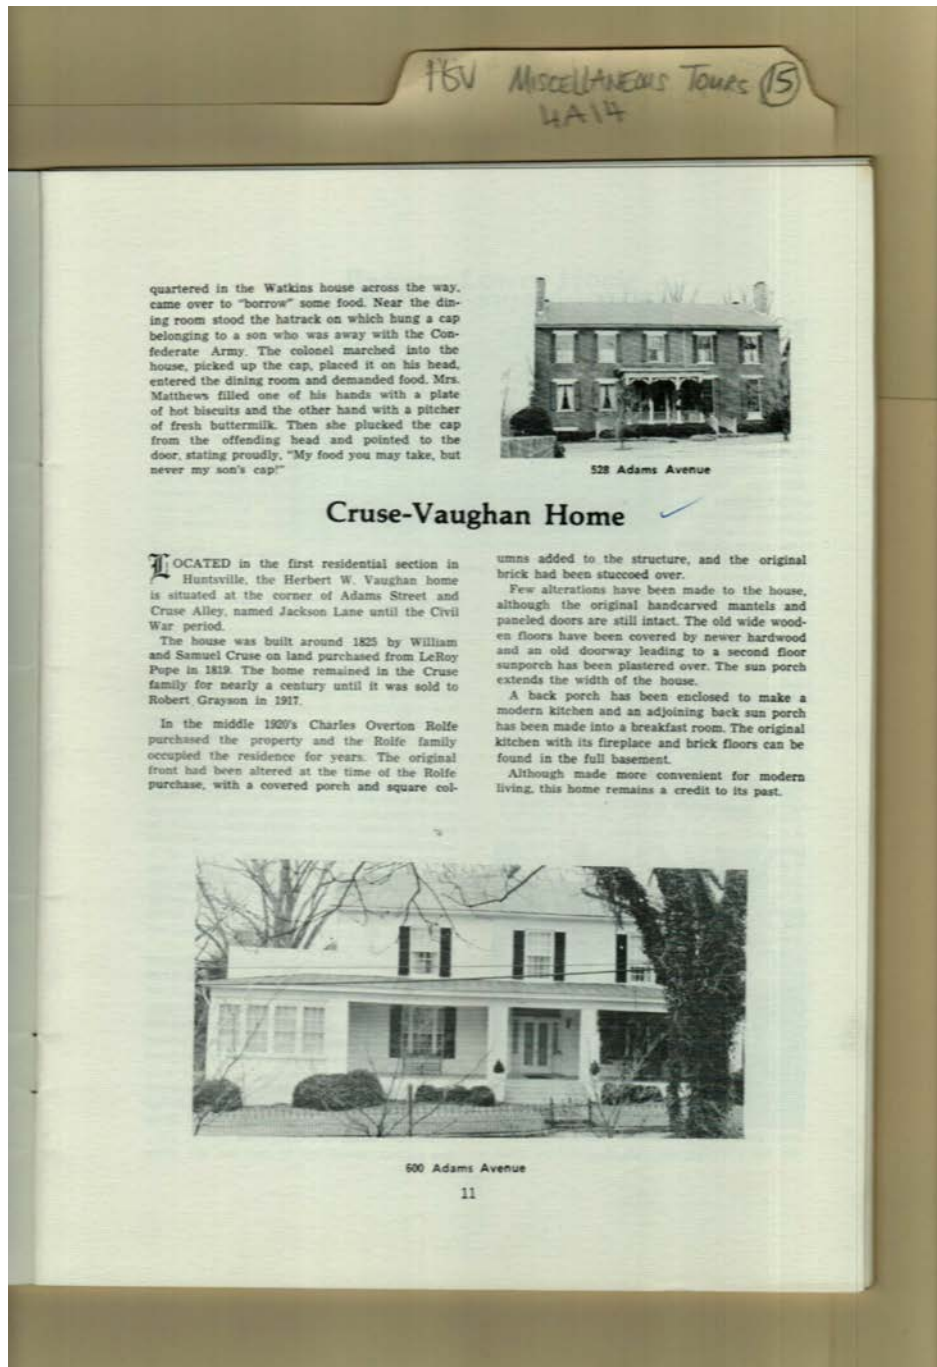 HSV MISCELLANEOUS TOURS 15
4A14
quartered in the Watkins house across the way,
came over to "borrow" some food. Near the din-
ing room stood the hatrack on which hung a cap
belonging to a son who was away with the Con-
federate Army. The colonel marched into the
house, picked up the cap, placed it on his head,
entered the dining room and demanded food. Mrs.
Matthews filled one of his hands with a plate
of hot biscuits and the other hand with a pitcher
of fresh buttermilk. Then she plucked the cap
from the offending head and pointed to the
door, stating proudly, "My food you may take, but
never my son's cap!"
528 Adams Avenue
Cruse-Vaughan Home
LOCATED in the first residential section in
Huntsville, the Herbert W. Vaughan home
is situated at the corner of Adams Street and
Cruse Alley, named Jackson Lane until the Civil
War period.
The house was built around 1825 by William
and Samuel Cruse on land purchased from LeRoy
Pope in 1819. The home remained in the Cruse
family for nearly a century until it was sold to
Robert Grayson in 1917.
In the middle 1920's Charles Overton Rolfe
purchased the property and the Rolfe family
occupied the residence for years. The original
front had been altered at the time of the Rolfe
purchase, with a covered porch and square col-
umns added to the structure, and the original
brick had been stuccoed over.
Few alterations have been made to the house,
although the original handcarved mantels and
paneled doors are still intact. The old wide wood-
en floors have been covered by newer hardwood
and an old doorway leading to a second floor
sunporch has been plastered over. The sun porch
extends the width of the house.
A back porch has been enclosed to make a
modern kitchen and an adjoining back sun porch
has been made into a breakfast room. The original
kitchen with its fireplace and brick floors can be
found in the full basement.
Although made more convenient for modern
living, this home remains a credit to its past.
600 Adams Avenue
11